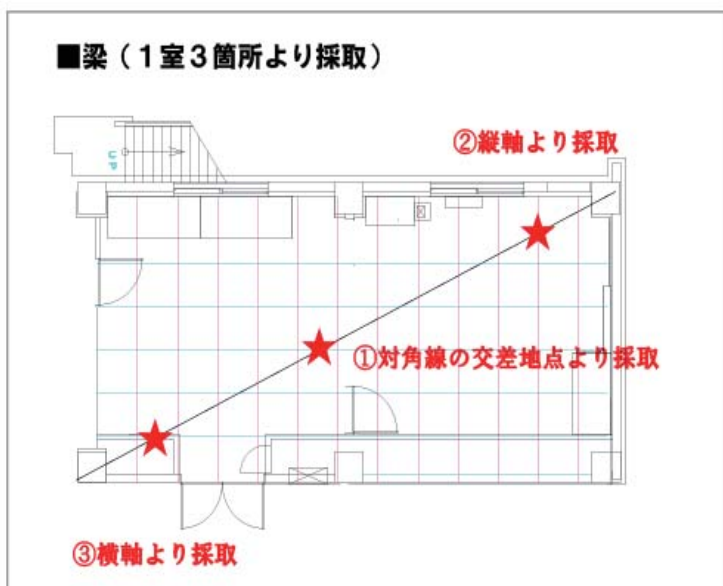 ■梁（１室３箇所より採取）
②縦軸より採取
UP
①対角線の交差地点より採取
③横軸より採取